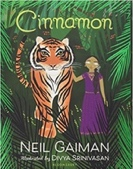 Cinnamon
NEIL GAIMAN
Illustrated by DIVYA SRINIVASAN